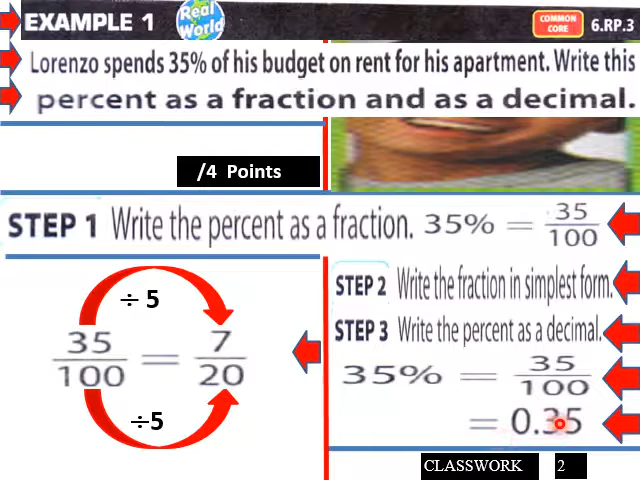 EXAMPLE 1 Real World COMMON CORE 6.RP.3
Lorenzo spends 35% of his budget on rent for his apartment. Write this
percent as a fraction and as a decimal.
/4 Points
STEP 1 Write the percent as a fraction. 35% = 35/100
÷ 5
35/100 = 7/20
÷5
STEP 2 Write the fraction in simplest form.
STEP 3 Write the percent as a decimal.
35% = 35/100
= 0.35
CLASSWORK 2